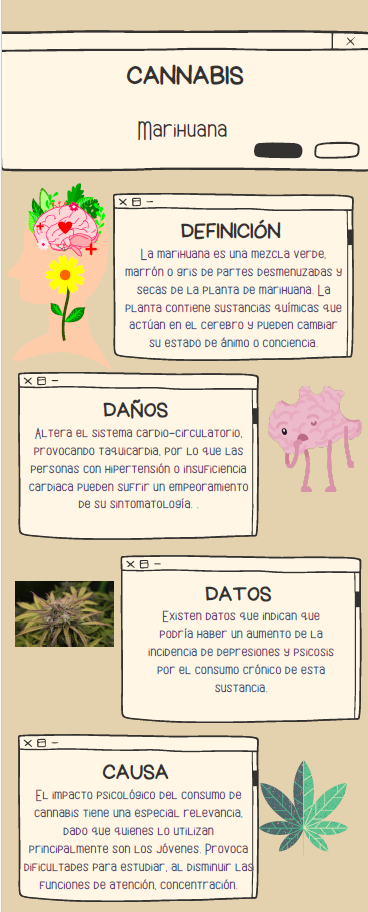 CANNABIS
Marihuana
DEFINICIÓN
La marihuana es una mezcla verde,
marrón o gris de partes desmenuzadas y
secas de la planta de marihuana. La
planta contiene sustancias químicas que
actúan en el cerebro y pueden cambiar
su estado de ánimo o conciencia.
DAÑOS
Altera el sistema cardio-circulatorio,
provocando taquicardia, por lo que las
personas con hipertensión o insuficiencia
cardiaca pueden sufrir un empeoramiento
de su sintomatología. .
DATOS
Existen datos que indican que
podría haber un aumento de la
incidencia de depresiones y psicosis
por el consumo crónico de esta
sustancia.
CAUSA
El impacto psicológico del consumo de
cannabis tiene una especial relevancia,
dado que quienes lo utilizan
principalmente son los jóvenes. Provoca
dificultades para estudiar, al disminuir las
funciones de atención, concentración.